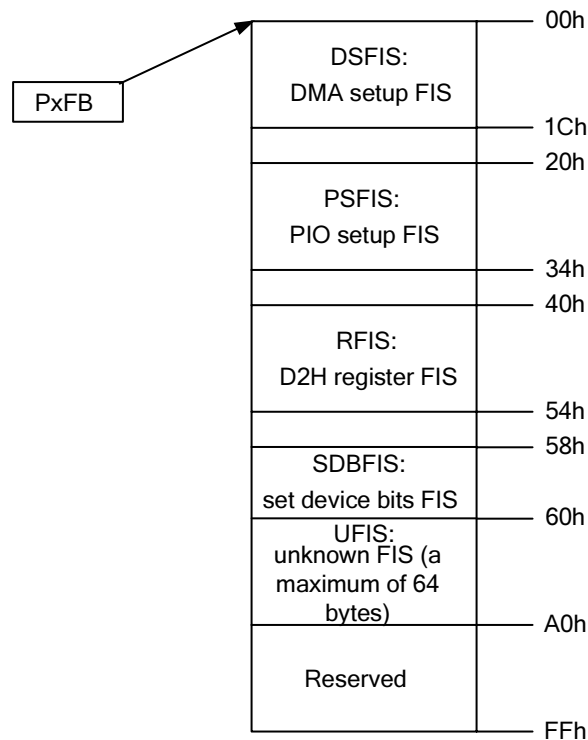 00h
DSFIS:
DMA setup FIS
PxFB
1Ch
20h
PSFIS:
PIO setup FIS
34h
40h
RFIS:
D2H register FIS
54h
58h
SDBFIS:
set device bits FIS
60h
UFIS:
unknown FIS (a
maximum of 64
bytes)
A0h
Reserved
FFh